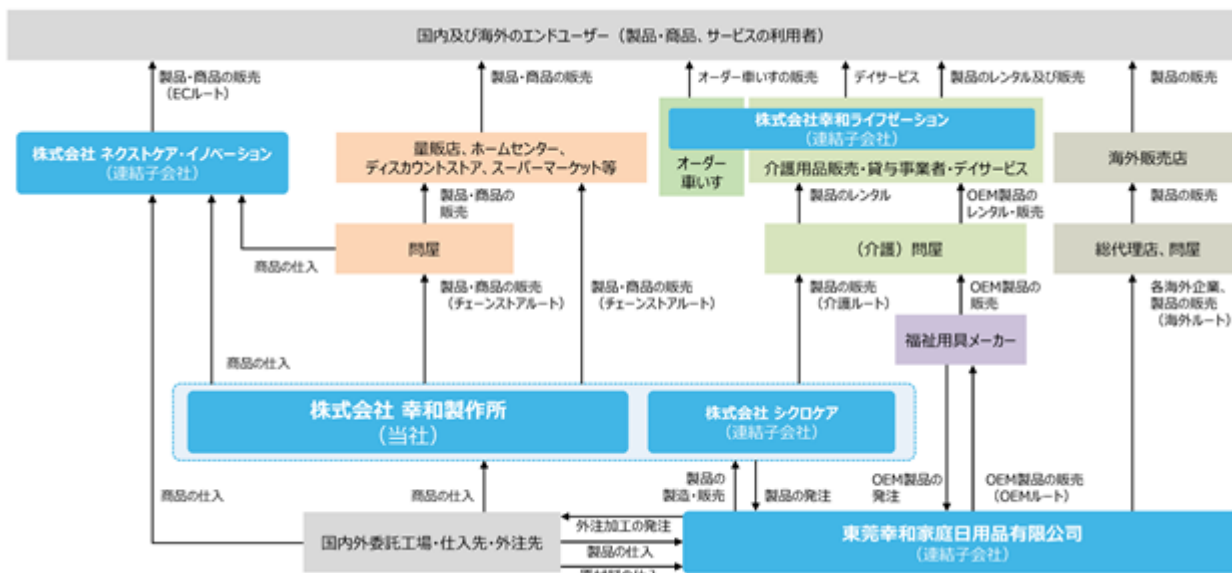 国内及び海外のエンドユーザー（製品・商品、サービスの利用者）
製品・商品の販売
（ECルート）
製品・商品の販売
オーダー車いすの販売
デイサービス
製品のレンタル及び販売
製品の販売
株式会社 ネクストケア・イノベーション
（連結子会社）
量販店、ホームセンター、
ディスカウントストア、スーパーマーケット等
株式会社幸和ライフゼーション
（連結子会社）
オーダー
車いす
介護用品販売・貸与事業者・デイサービス
海外販売店
製品・商品の
販売
製品のレンタル
OEM製品の
レンタル・販売
製品の販売
商品の仕入
問屋
（介護）問屋
総代理店、問屋
製品・商品の販売
（チェーンストアルート）
製品・商品の販売
（チェーンストアルート）
製品の販売
（介護ルート）
OEM製品の
販売
各海外企業、
製品の販売
（海外ルート）
福祉用具メーカー
商品の仕入
株式会社 幸和製作所
（当社）
株式会社 シクロケア
（連結子会社）
商品の仕入
商品の仕入
製品の
製造・販売
製品の発注
OEM製品の
発注
OEM製品の販売
（OEMルート）
国内外委託工場・仕入先・外注先
外注加工の発注
製品の仕入
東莞幸和家庭日用品有限公司
（連結子会社）